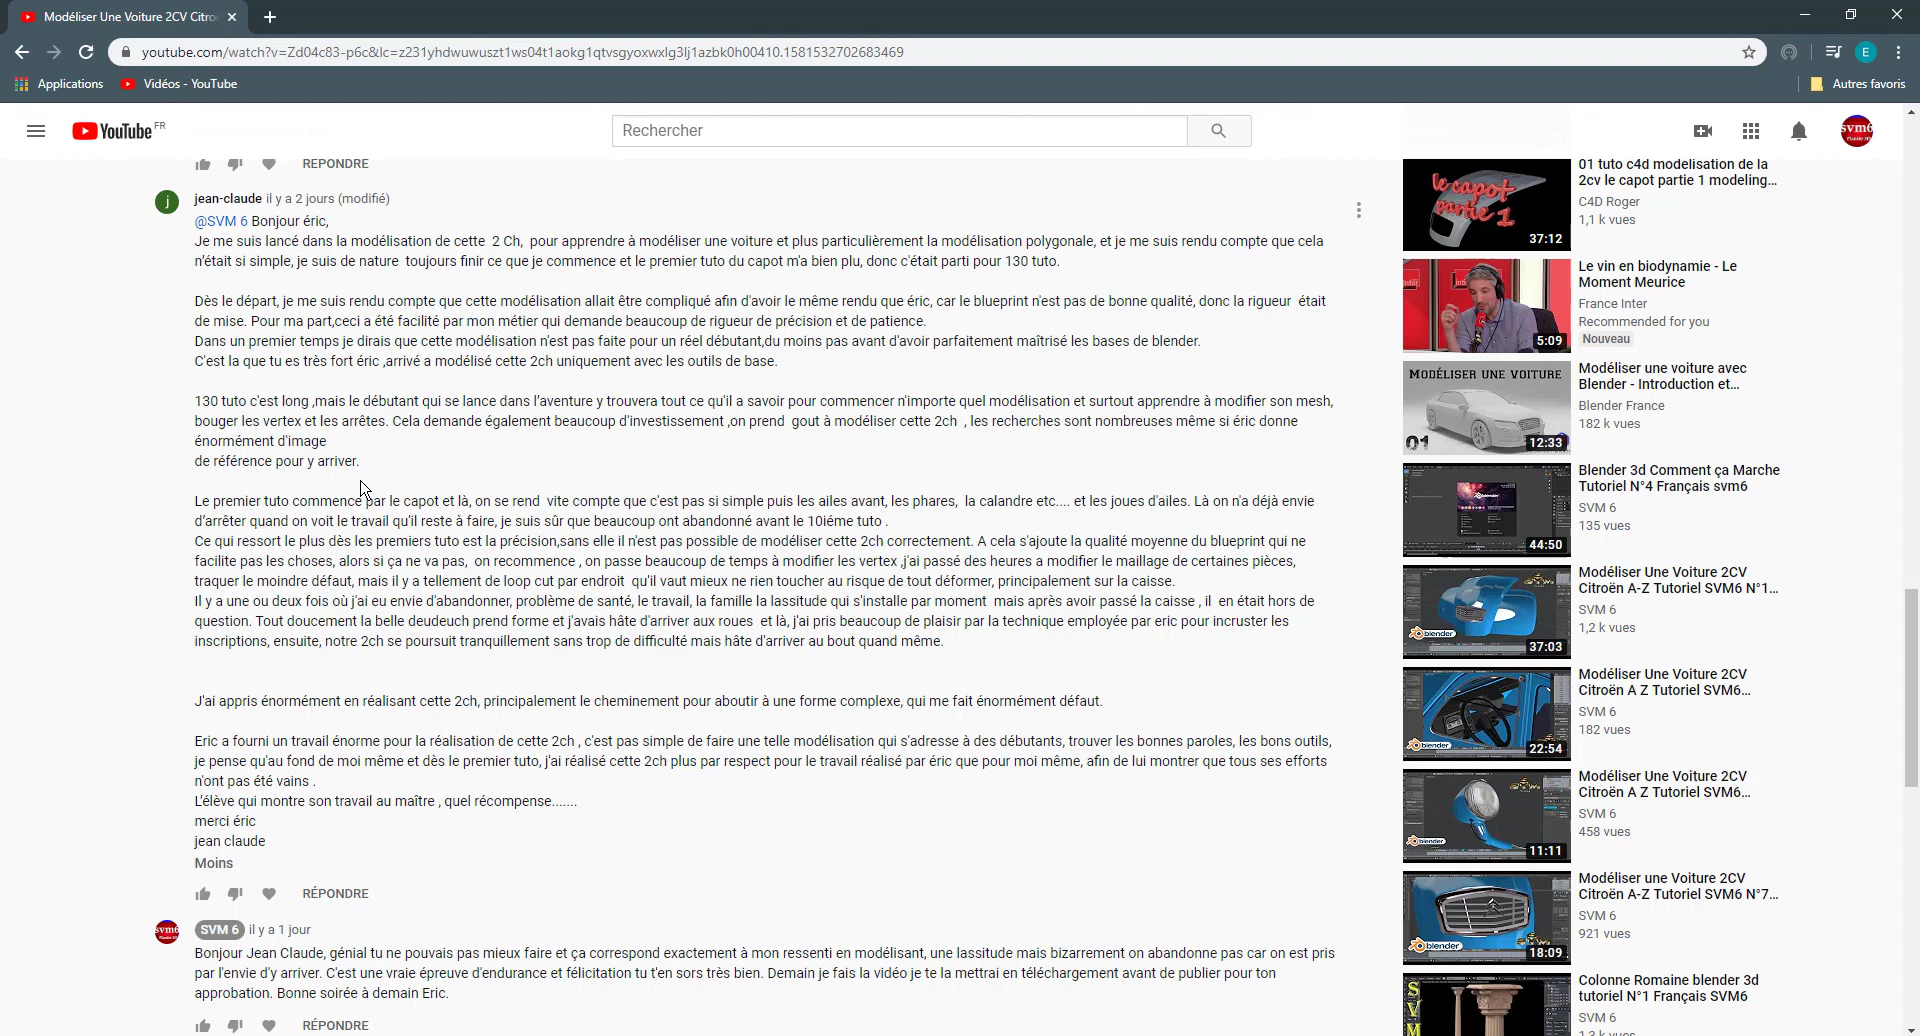 Modéliser Une Voiture 2CV Citro
youtube.com/watch?v=Zd04c83-p6c&lc=z231yhdwuwuszt1ws04t1aokg1qtvsgyoxwxlg3lj1azbk0h00410.1581532702683469
E
Applications
Vidéos - YouTube
Autres favoris
YouTube FR
Rechercher
svm6
RÉPONDRE
j
jean-claude il y a 2 jours (modifié)
@SVM 6 Bonjour éric,
Je me suis lancé dans la modélisation de cette 2 Ch, pour apprendre à modéliser une voiture et plus particulièrement la modélisation polygonale, et je me suis rendu compte que cela
n'était si simple, je suis de nature toujours finir ce que je commence et le premier tuto du capot m'a bien plu, donc c'était parti pour 130 tuto.
Dès le départ, je me suis rendu compte que cette modélisation allait être compliqué afin d'avoir le même rendu que éric, car le blueprint n'est pas de bonne qualité, donc la rigueur était
de mise. Pour ma part,ceci a été facilité par mon métier qui demande beaucoup de rigueur de précision et de patience.
Dans un premier temps je dirais que cette modélisation n'est pas faite pour un réel débutant,du moins pas avant d'avoir parfaitement maîtrisé les bases de blender.
C'est la que tu es très fort éric ,arrivé a modélisé cette 2ch uniquement avec les outils de base.
130 tuto c'est long ,mais le débutant qui se lance dans l'aventure y trouvera tout ce qu'il a savoir pour commencer n'importe quel modélisation et surtout apprendre à modifier son mesh,
bouger les vertex et les arrêtes. Cela demande également beaucoup d'investissement ,on prend gout à modéliser cette 2ch , les recherches sont nombreuses même si éric donne
énormément d'image
de référence pour y arriver.
Le premier tuto commence par le capot et là, on se rend vite compte que c'est pas si simple puis les ailes avant, les phares, la calandre etc.... et les joues d'ailes. Là on n'a déjà envie
d'arrêter quand on voit le travail qu'il reste à faire, je suis sûr que beaucoup ont abandonné avant le 10iéme tuto .
Ce qui ressort le plus dès les premiers tuto est la précision,sans elle il n'est pas possible de modéliser cette 2ch correctement. A cela s'ajoute la qualité moyenne du blueprint qui ne
facilite pas les choses, alors si ça ne va pas, on recommence , on passe beaucoup de temps à modifier les vertex ,j'ai passé des heures a modifier le maillage de certaines pièces,
traquer le moindre défaut, mais il y a tellement de loop cut par endroit qu'il vaut mieux ne rien toucher au risque de tout déformer, principalement sur la caisse.
Il y a une ou deux fois où j'ai eu envie d'abandonner, problème de santé, le travail, la famille la lassitude qui s'installe par moment mais après avoir passé la caisse , il en était hors de
question. Tout doucement la belle deudeuch prend forme et j'avais hâte d'arriver aux roues et là, j'ai pris beaucoup de plaisir par la technique employée par eric pour incruster les
inscriptions, ensuite, notre 2ch se poursuit tranquillement sans trop de difficulté mais hâte d'arriver au bout quand même.
J'ai appris énormément en réalisant cette 2ch, principalement le cheminement pour aboutir à une forme complexe, qui me fait énormément défaut.
Eric a fourni un travail énorme pour la réalisation de cette 2ch , c'est pas simple de faire une telle modélisation qui s'adresse à des débutants, trouver les bonnes paroles, les bons outils,
je pense qu'au fond de moi même et dès le premier tuto, j'ai réalisé cette 2ch plus par respect pour le travail réalisé par éric que pour moi même, afin de lui montrer que tous ses efforts
n'ont pas été vains .
L'élève qui montre son travail au maître , quel récompense.......
merci éric
jean claude
Moins
RÉPONDRE
svm6
SVM 6 il y a 1 jour
Bonjour Jean Claude, génial tu ne pouvais pas mieux faire et ça correspond exactement à mon ressenti en modélisant, une lassitude mais bizarrement on abandonne pas car on est pris
par l'envie d'y arriver. C'est une vraie épreuve d'endurance et félicitation tu t'en sors très bien. Demain je fais la vidéo je te la mettrai en téléchargement avant de publier pour ton
approbation. Bonne soirée à demain Eric.
RÉPONDRE
le capot
partie 1
37:12
01 tuto c4d modelisation de la
2cv le capot partie 1 modeling...
C4D Roger
1,1 k vues
inter
5:09
Le vin en biodynamie - Le
Moment Meurice
France Inter
Recommended for you
Nouveau
MODÉLISER UNE VOITURE
01
12:33
Modéliser une voiture avec
Blender - Introduction et...
Blender France
182 k vues
blender
44:50
Blender 3d Comment ça Marche
Tutoriel N°4 Français svm6
SVM 6
135 vues
blender
37:03
Modéliser Une Voiture 2CV
Citroën A-Z Tutoriel SVM6 N°1...
SVM 6
1,2 k vues
blender
22:54
Modéliser Une Voiture 2CV
Citroën A Z Tutoriel SVM6...
SVM 6
182 vues
blender
11:11
Modéliser Une Voiture 2CV
Citroën A Z Tutoriel SVM6...
SVM 6
458 vues
blender
18:09
Modéliser une Voiture 2CV
Citroën A-Z Tutoriel SVM6 N°7...
SVM 6
921 vues
SVM
Colonne Romaine blender 3d
tutoriel N°1 Français SVM6
SVM 6
1,3 k vues